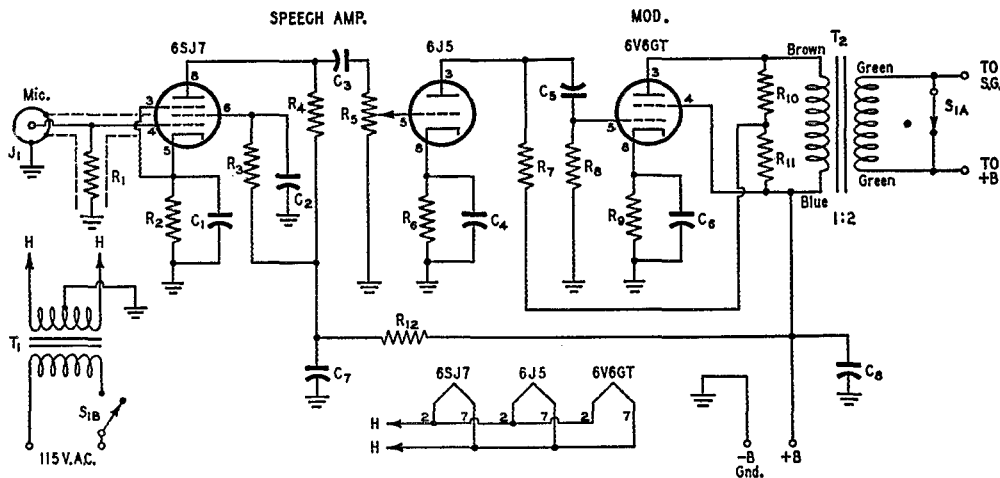 SPEECH AMP.
MOD.
6SJ7
6J5
6V6GT
T2
Brown
Green
TO
S.G.
Mic.
J1
8
3
4
5
6
R1
R2
C1
R3
C2
R4
C3
R5
3
5
8
R6
C4
R7
C5
R8
3
4
5
8
R9
C6
R10
R11
S1A
Blue
Green
TO
+B
1:2
H
H
T1
S1B
115 V.A.C.
R12
C7
C8
6SJ7
6J5
6V6GT
H
2
7
2
7
2
7
H
-B
Gnd.
+B